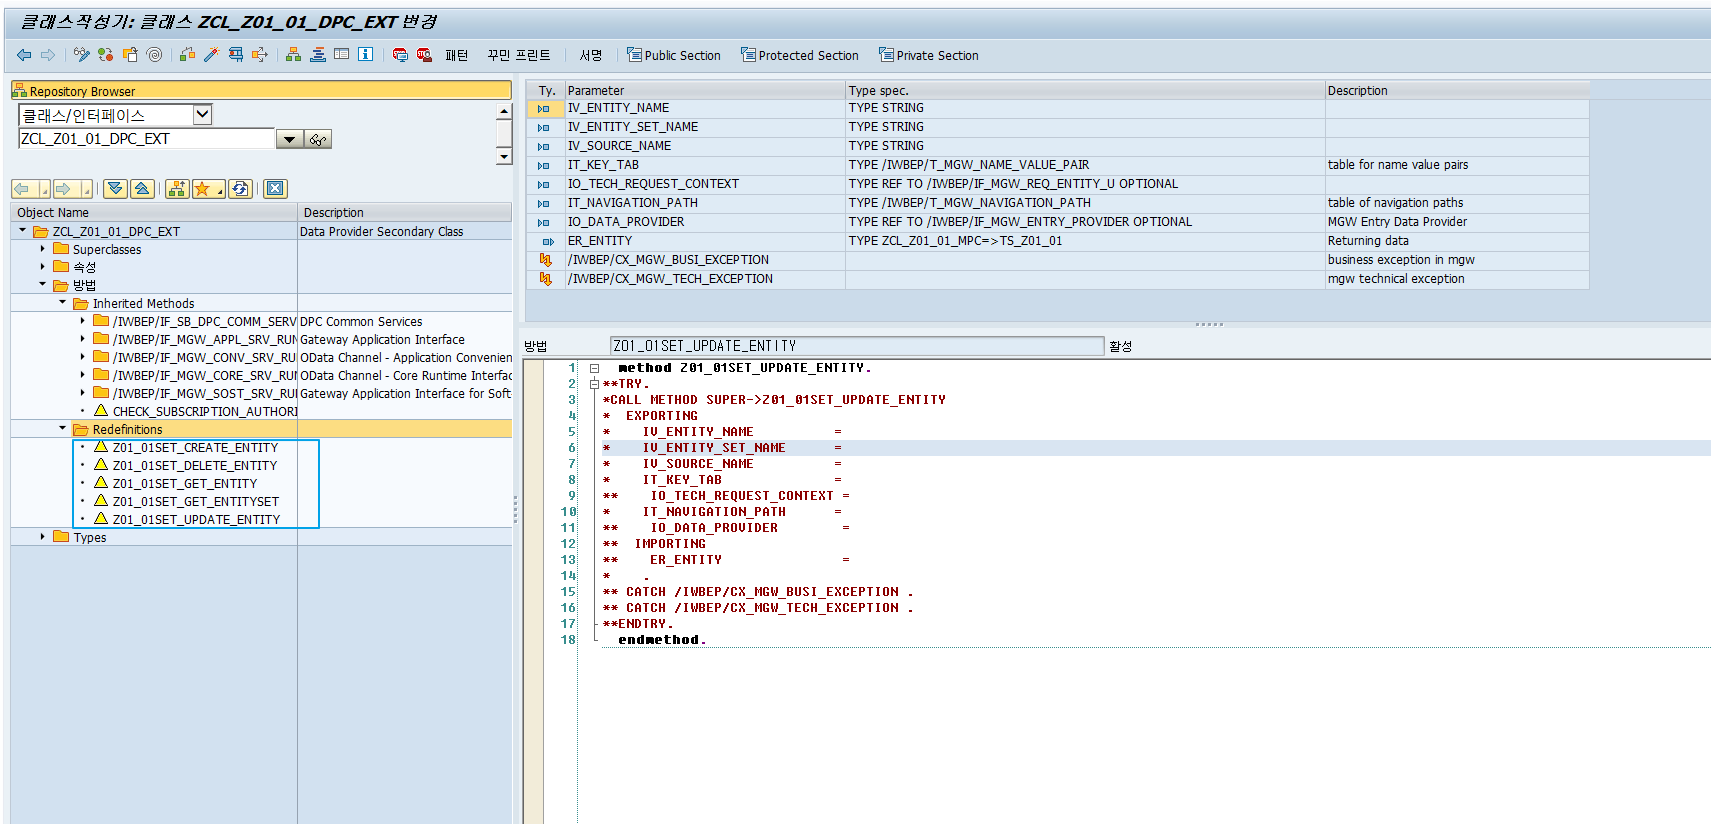 클래스작성기: 클래스 ZCL_Z01_01_DPC_EXT 변경
패턴 꾸민 프린트 서명 Public Section Protected Section Private Section
Repository Browser
클래스/인터페이스
ZCL_Z01_01_DPC_EXT
Object Name Description
ZCL_Z01_01_DPC_EXT Data Provider Secondary Class
Superclasses
속성
방법
Inherited Methods
/IWBEP/IF_SB_DPC_COMM_SERV DPC Common Services
/IWBEP/IF_MGW_APPL_SRV_RUN Gateway Application Interface
/IWBEP/IF_MGW_CONV_SRV_RU OData Channel - Application Convenien
/IWBEP/IF_MGW_CORE_SRV_RU OData Channel - Core Runtime Interfac
/IWBEP/IF_MGW_SOST_SRV_RU Gateway Application Interface for Soft
CHECK_SUBSCRIPTION_AUTHORI
Redefinitions
Z01_01SET_CREATE_ENTITY
Z01_01SET_DELETE_ENTITY
Z01_01SET_GET_ENTITY
Z01_01SET_GET_ENTITYSET
Z01_01SET_UPDATE_ENTITY
Types
Ty. Parameter Type spec. Description
IV_ENTITY_NAME TYPE STRING
IV_ENTITY_SET_NAME TYPE STRING
IV_SOURCE_NAME TYPE STRING
IT_KEY_TAB TYPE /IWBEP/T_MGW_NAME_VALUE_PAIR table for name value pairs
IO_TECH_REQUEST_CONTEXT TYPE REF TO /IWBEP/IF_MGW_REQ_ENTITY_U OPTIONAL
IT_NAVIGATION_PATH TYPE /IWBEP/T_MGW_NAVIGATION_PATH table of navigation paths
IO_DATA_PROVIDER TYPE REF TO /IWBEP/IF_MGW_ENTRY_PROVIDER OPTIONAL MGW Entry Data Provider
ER_ENTITY TYPE ZCL_Z01_01_MPC=>TS_Z01_01 Returning data
/IWBEP/CX_MGW_BUSI_EXCEPTION business exception in mgw
/IWBEP/CX_MGW_TECH_EXCEPTION mgw technical exception
방법 Z01_01SET_UPDATE_ENTITY 활성
1 method Z01_01SET_UPDATE_ENTITY.
2 **TRY.
3 *CALL METHOD SUPER->Z01_01SET_UPDATE_ENTITY
4 * EXPORTING
5 * IV_ENTITY_NAME =
6 * IV_ENTITY_SET_NAME =
7 * IV_SOURCE_NAME =
8 * IT_KEY_TAB =
9 ** IO_TECH_REQUEST_CONTEXT =
10 * IT_NAVIGATION_PATH =
11 ** IO_DATA_PROVIDER =
12 ** IMPORTING
13 ** ER_ENTITY =
14 * .
15 ** CATCH /IWBEP/CX_MGW_BUSI_EXCEPTION .
16 ** CATCH /IWBEP/CX_MGW_TECH_EXCEPTION .
17 **ENDTRY.
18 endmethod.